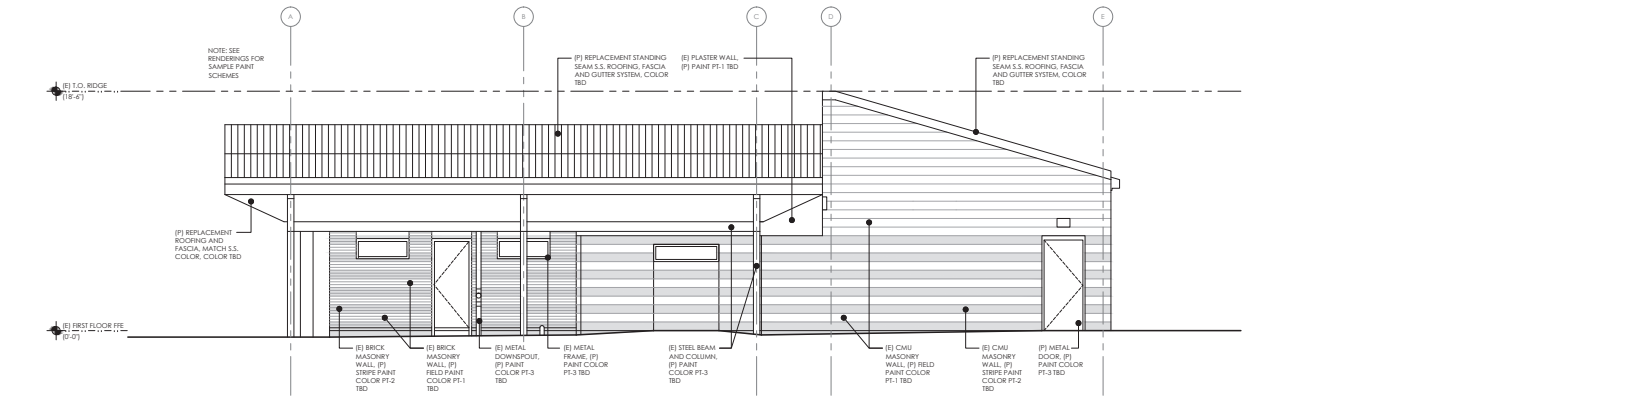 A
B
C
D
E
NOTE: SEE
RENDERINGS FOR
SAMPLE PAINT
SCHEMES
(P) REPLACEMENT STANDING
SEAM S.S. ROOFING, FASCIA
AND GUTTER SYSTEM, COLOR
TBD
(E) PLASTER WALL,
(P) PAINT PT-1 TBD
(P) REPLACEMENT STANDING
SEAM S.S. ROOFING, FASCIA
AND GUTTER SYSTEM, COLOR
TBD
(E) T.O. RIDGE
(18'-6")
(P) REPLACEMENT
ROOFING AND
FASCIA, MATCH S.S.
COLOR, COLOR TBD
(E) FIRST FLOOR FFE
(0'-0")
(E) BRICK
MASONRY
WALL, (P)
STRIPE PAINT
COLOR PT-2
TBD
(E) BRICK
MASONRY
WALL, (P)
FIELD PAINT
COLOR PT-1
TBD
(E) METAL
DOWNSPOUT,
(P) PAINT
COLOR PT-3
TBD
(E) METAL
FRAME, (P)
PAINT COLOR
PT-3 TBD
(E) STEEL BEAM
AND COLUMN,
(P) PAINT
COLOR PT-3
TBD
(E) CMU
MASONRY
WALL, (P) FIELD
PAINT COLOR
PT-1 TBD
(E) CMU
MASONRY
WALL, (P)
STRIPE PAINT
COLOR PT-2
TBD
(P) METAL
DOOR, (P)
PAINT COLOR
PT-3 TBD